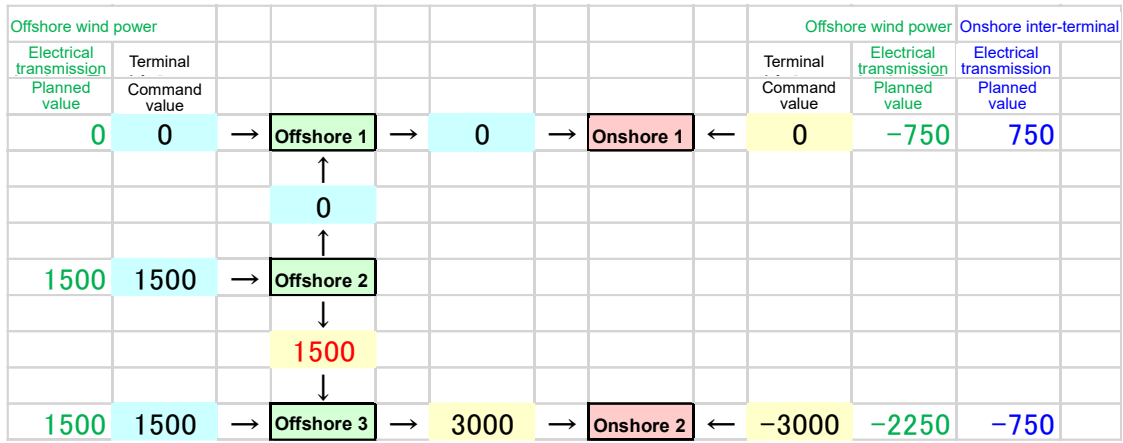 Offshore wind power
Offshore wind power Onshore inter-terminal
Electrical transmission Terminal Terminal Electrical transmission Electrical transmission
Planned value Command value Command value Planned value Planned value
0 0 → Offshore 1 → 0 → Onshore 1 ← 0 −750 750
↑
0
↑
1500 1500 → Offshore 2
↓
1500
↓
1500 1500 → Offshore 3 → 3000 → Onshore 2 ← −3000 −2250 −750